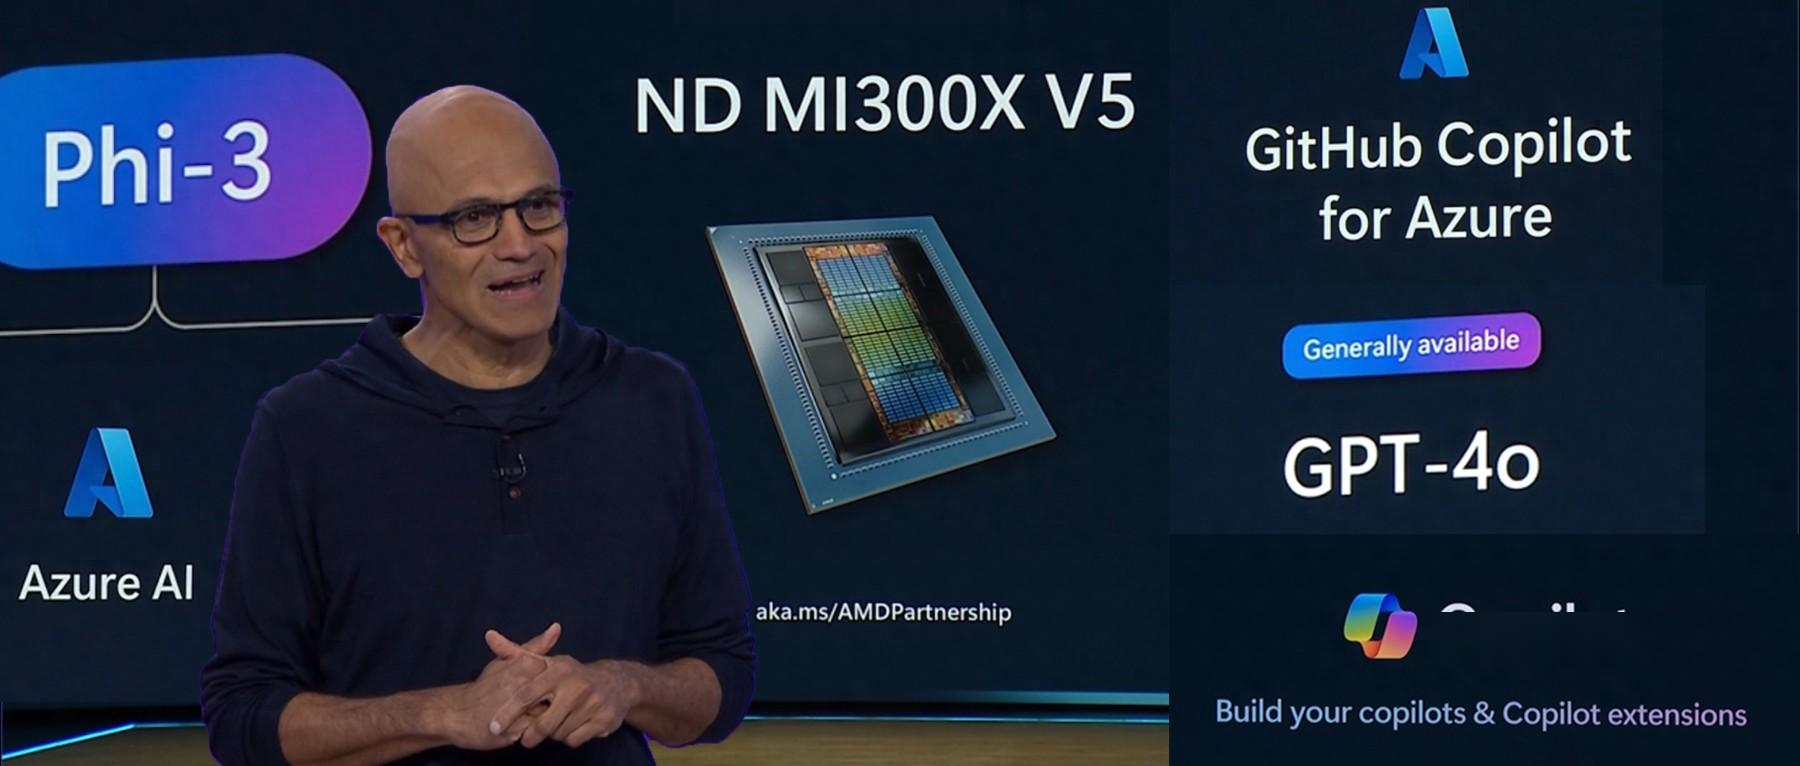 Phi-3
Azure AI
ND MI300X V5
aka.ms/AMDPartnership
GitHub Copilot
for Azure
Generally available
GPT-4o
Build your copilots & Copilot extensions